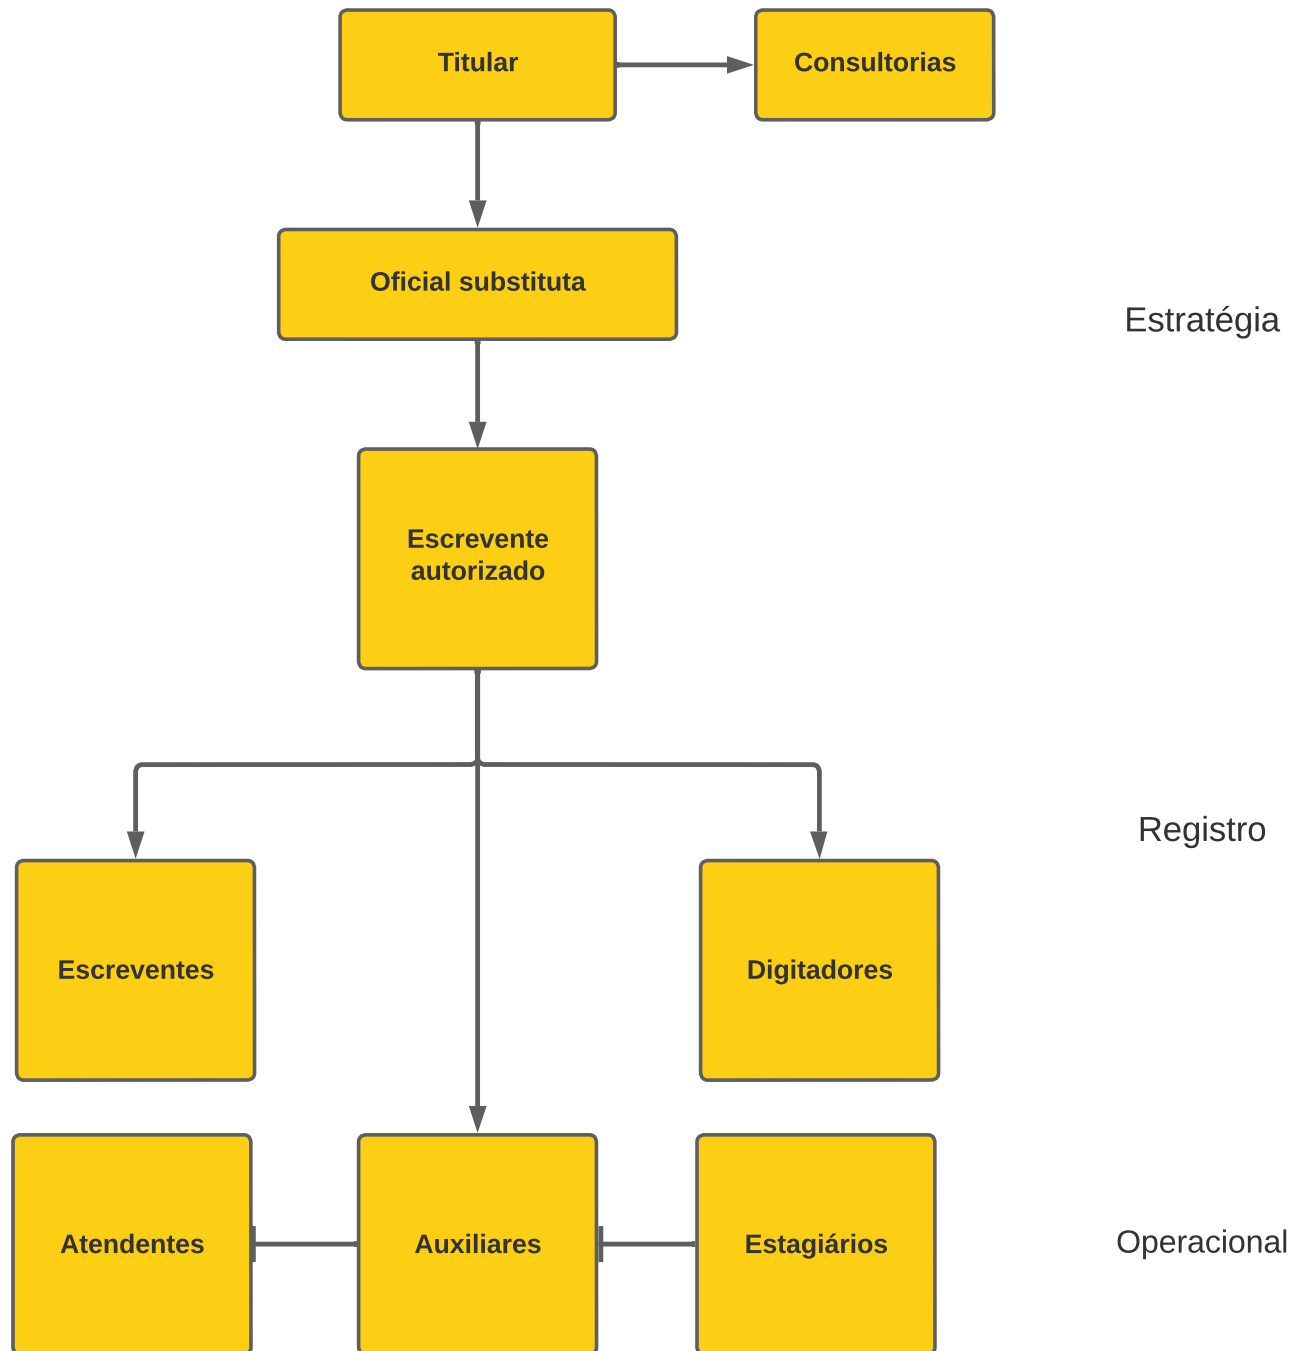 Titular
Consultorias
Oficial substituta
Estratégia
Escrevente
autorizado
Registro
Escreventes
Digitadores
Atendentes
Auxiliares
Estagiários
Operacional